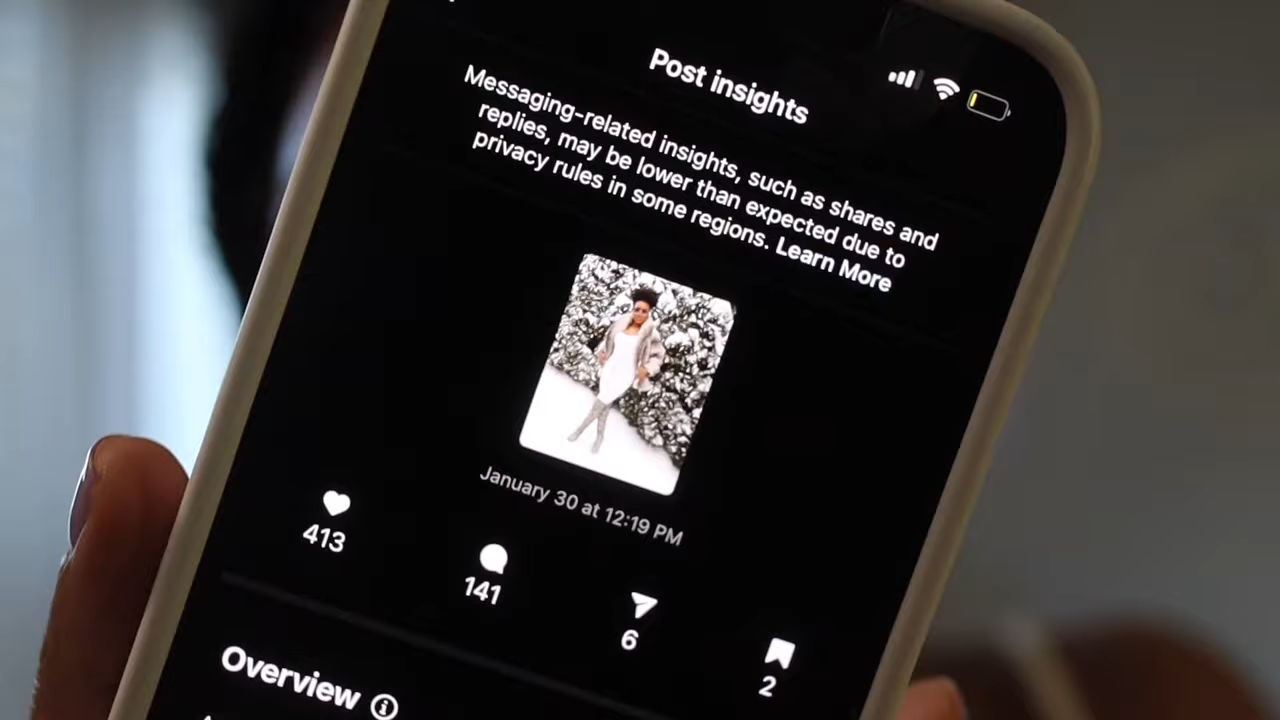 Post insights
Messaging-related insights, such as shares and
replies, may be lower than expected due to
privacy rules in some regions. Learn More
January 30 at 12:19 PM
413
141
6
2
Overview